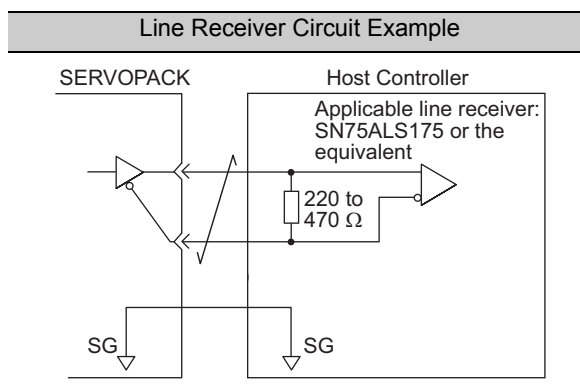 Line Receiver Circuit Example
SERVOPACK
Host Controller
Applicable line receiver:
SN75ALS175 or the
equivalent
220 to
470 Ω
SG
SG